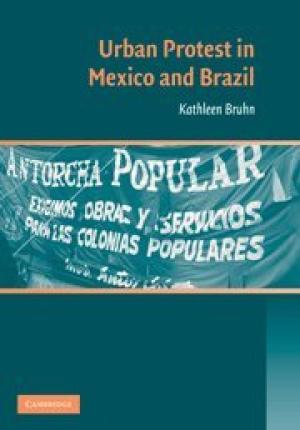 Urban Protest in
Mexico and Brazil
Kathleen Bruhn
ANTORCHA POPULAR
EXIGIMOS OBRAS Y SERVICIOS
PARA LAS COLONIAS POPULARES
CAMBRIDGE